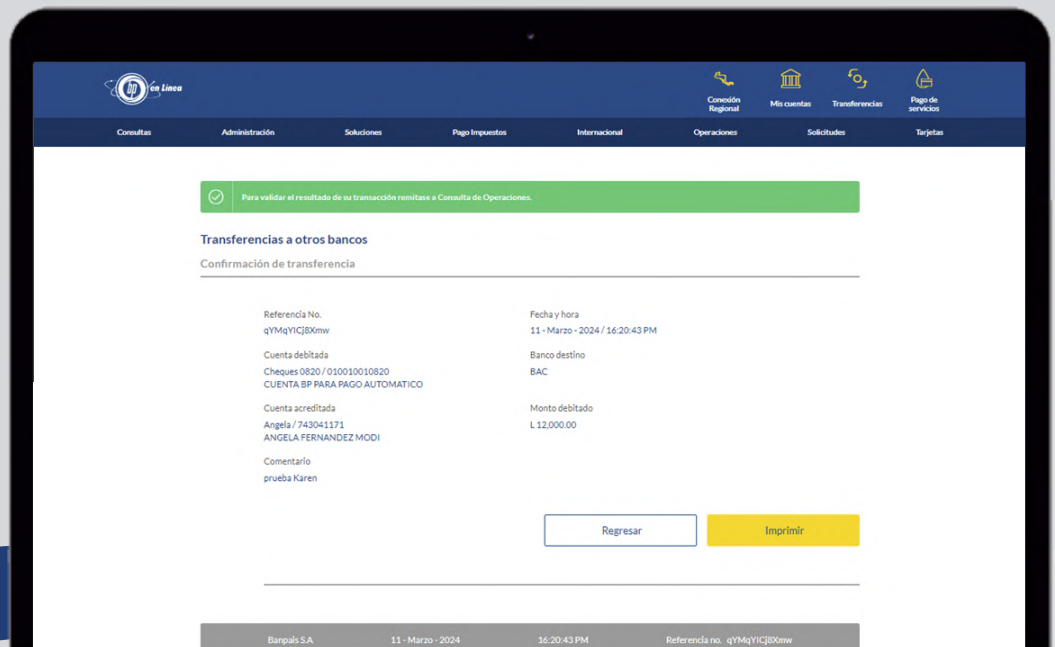 bp en Línea
Conexión
Regional
Mis cuentas
Transferencias
Pago de
servicios
Consultas
Administración
Soluciones
Pago Impuestos
Internacional
Operaciones
Solicitudes
Tarjetas
Para validar el resultado de su transacción remitase a Consulta de Operaciones.
Transferencias a otros bancos
Confirmación de transferencia
Referencia No.
qYMqYICj8Xmw
Fecha y hora
11 - Marzo - 2024 / 16:20:43 PM
Cuenta debitada
Cheques 0820 / 010010010820
CUENTA BP PARA PAGO AUTOMATICO
Banco destino
BAC
Cuenta acreditada
Angela / 743041171
ANGELA FERNANDEZ MODI
Monto debitado
L 12,000.00
Comentario
prueba Karen
Regresar
Imprimir
Banpaís S.A
11 - Marzo - 2024
16:20:43 PM
Referencia no. qYMqYICj8Xmw